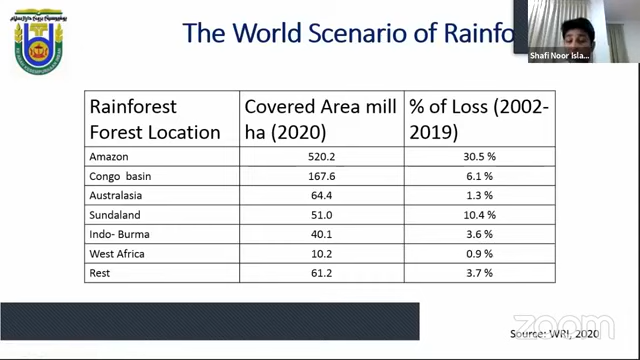 The World Scenario of Rainfo
Shafi Noor Isla...
Rainforest Forest Location Covered Area mill ha (2020) % of Loss (2002-2019)
Amazon 520.2 30.5 %
Congo basin 167.6 6.1 %
Australasia 64.4 1.3 %
Sundaland 51.0 10.4 %
Indo- Burma 40.1 3.6 %
West Africa 10.2 0.9 %
Rest 61.2 3.7 %
zoom
Source: WRI, 2020